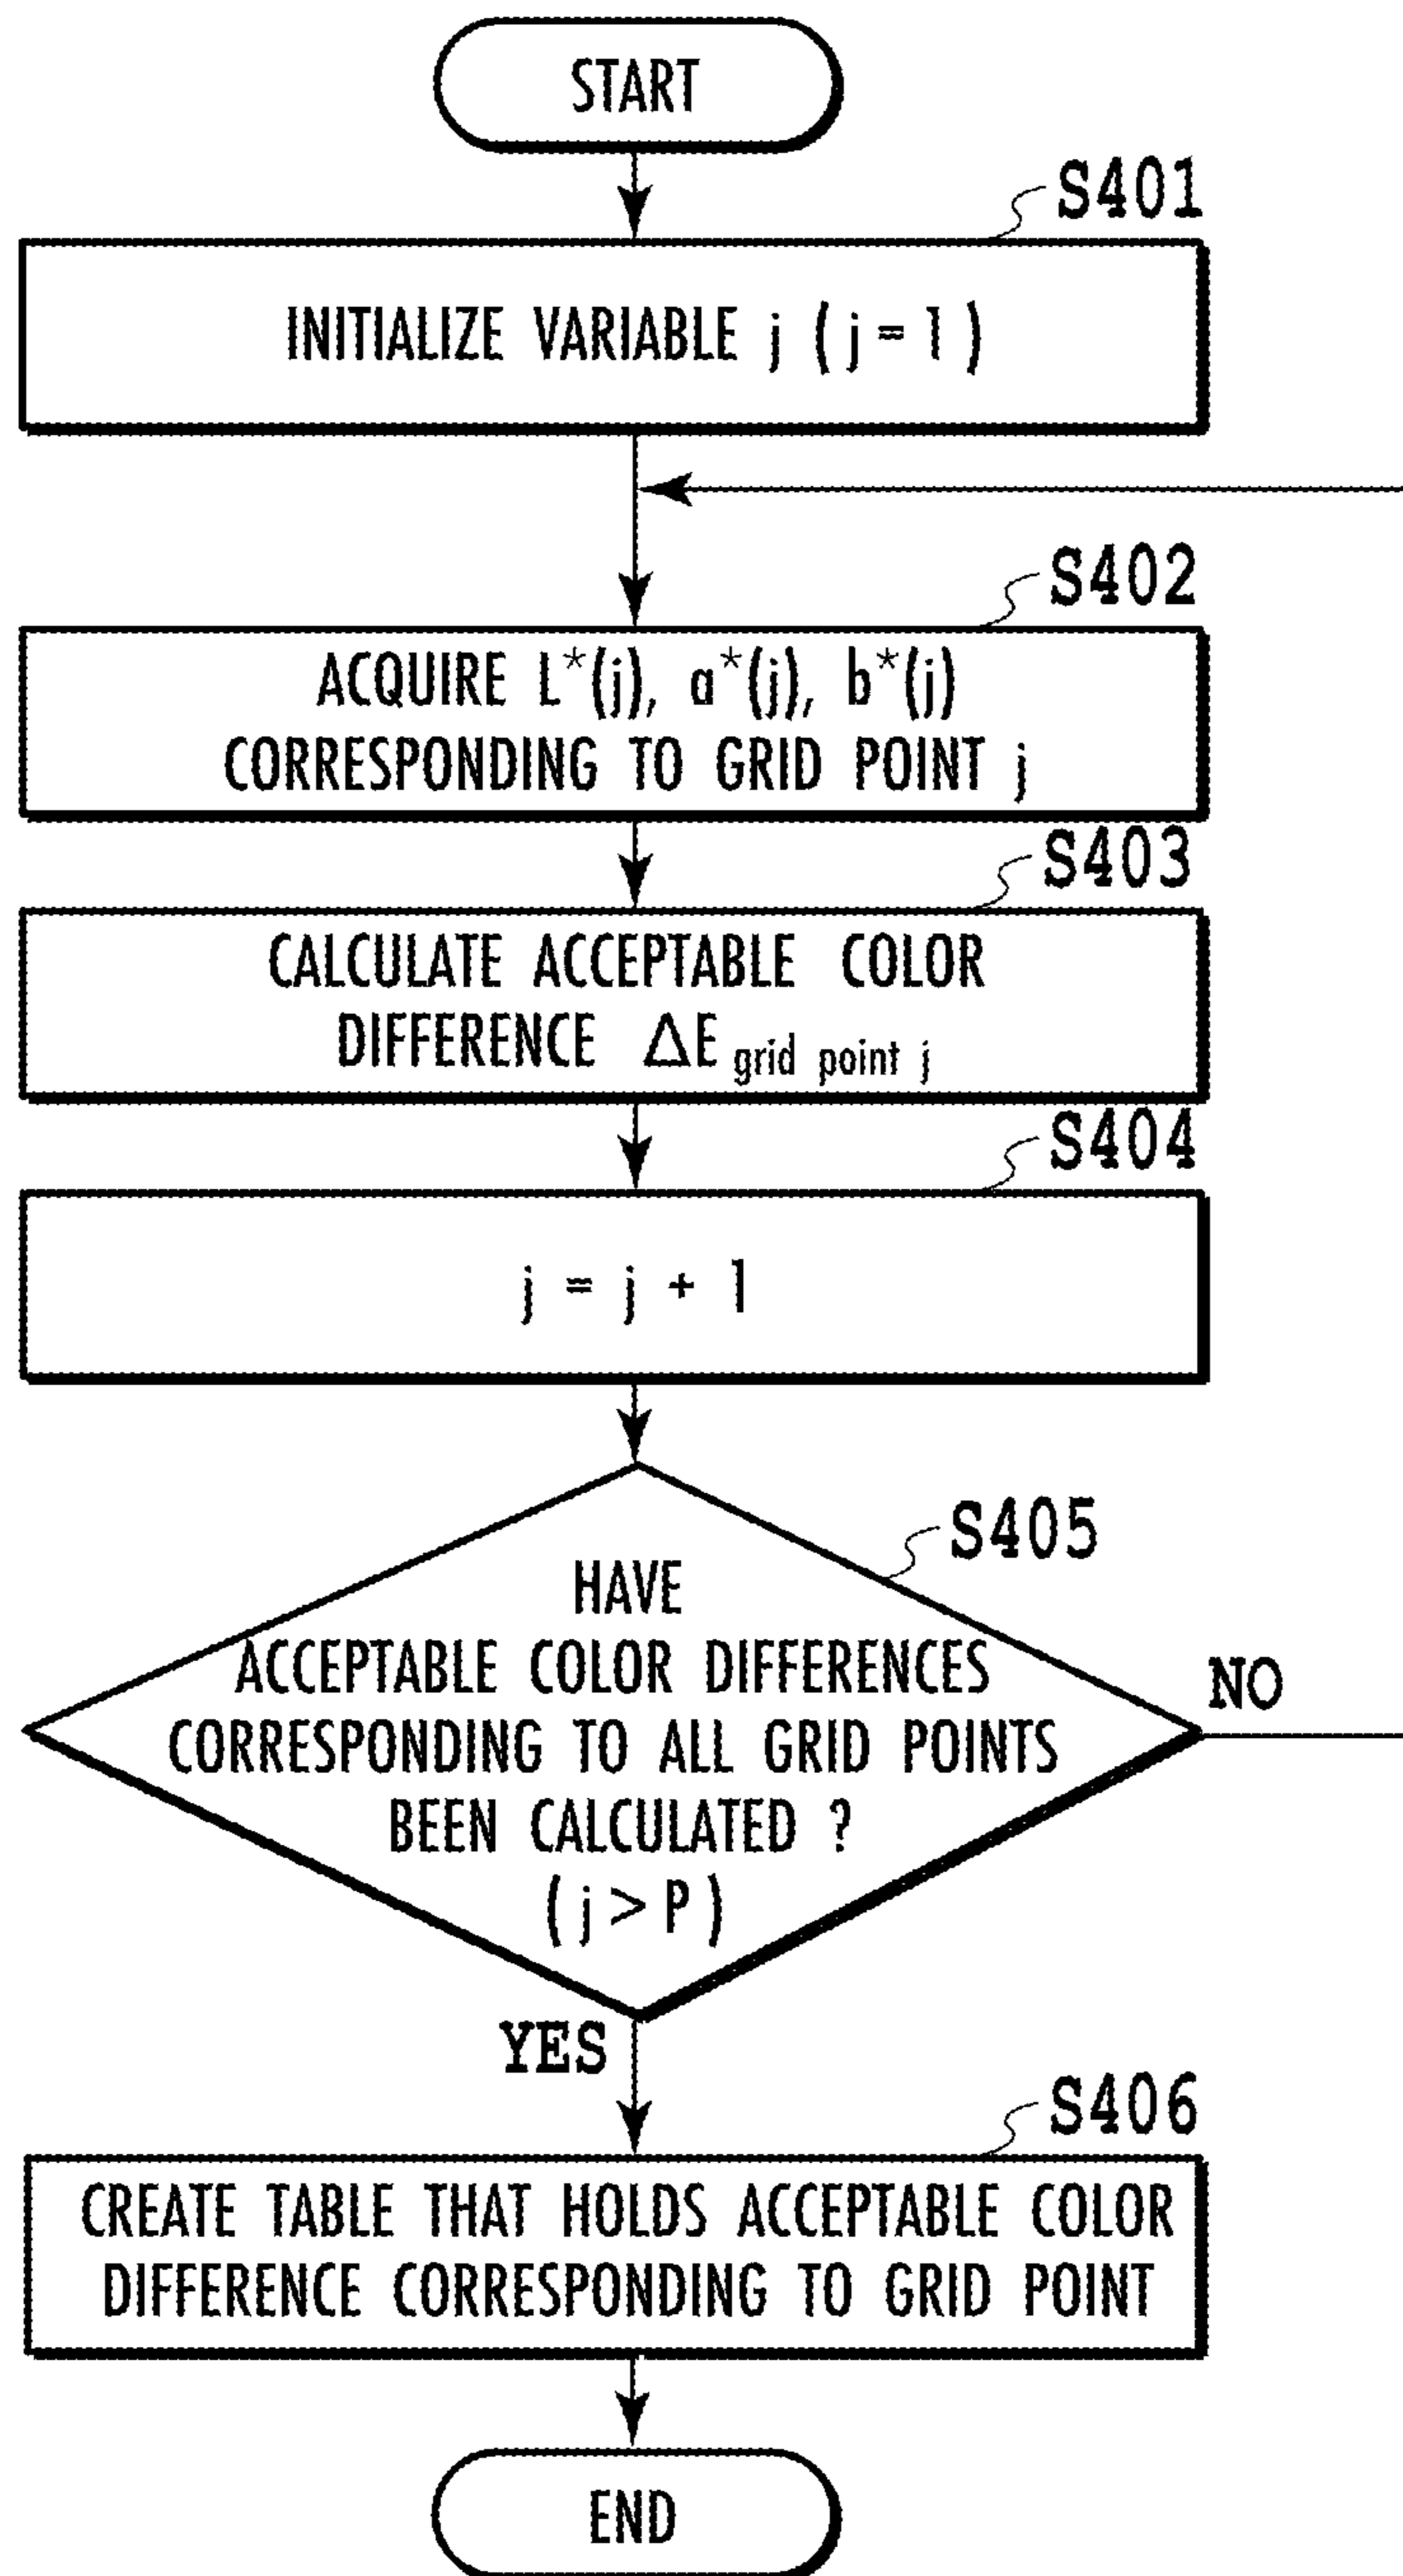 START
S401
INITIALIZE VARIABLE j ( j = 1 )
S402
ACQUIRE L*(j), a*(j), b*(j)
CORRESPONDING TO GRID POINT j
S403
CALCULATE ACCEPTABLE COLOR
DIFFERENCE ΔE grid point j
S404
j = j + 1
S405
HAVE
ACCEPTABLE COLOR DIFFERENCES
CORRESPONDING TO ALL GRID POINTS
BEEN CALCULATED ?
( j > P )
NO
YES
S406
CREATE TABLE THAT HOLDS ACCEPTABLE COLOR
DIFFERENCE CORRESPONDING TO GRID POINT
END